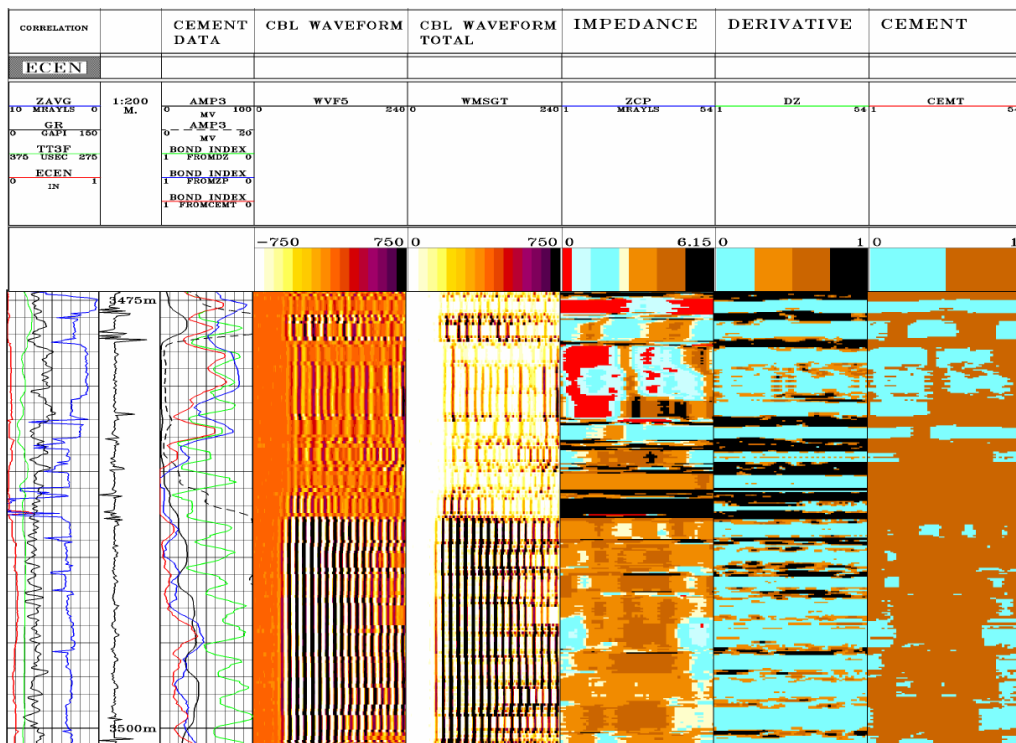 CORRELATION
CEMENT DATA
CBL WAVEFORM
CBL WAVEFORM TOTAL
IMPEDANCE
DERIVATIVE
CEMENT
ECEN
ZAVG
10 MRAYLS 0
GR
0 GAPI 150
TT3F
375 USEC 275
ECEN
0 IN 1
1:200
M.
AMP3
0 MV 100
AMP3
0 MV 20
BOND INDEX
1 FROMDZ 0
BOND INDEX
1 FROMZP 0
BOND INDEX
1 FROMCEMT 0
WVF5
0 240
WMSGT
0 240
ZCP
1 MRAYLS 54
DZ
1 54
CEMT
1
-750 750
0 750
0 6.15
0 1
0 1
3475m
3500m